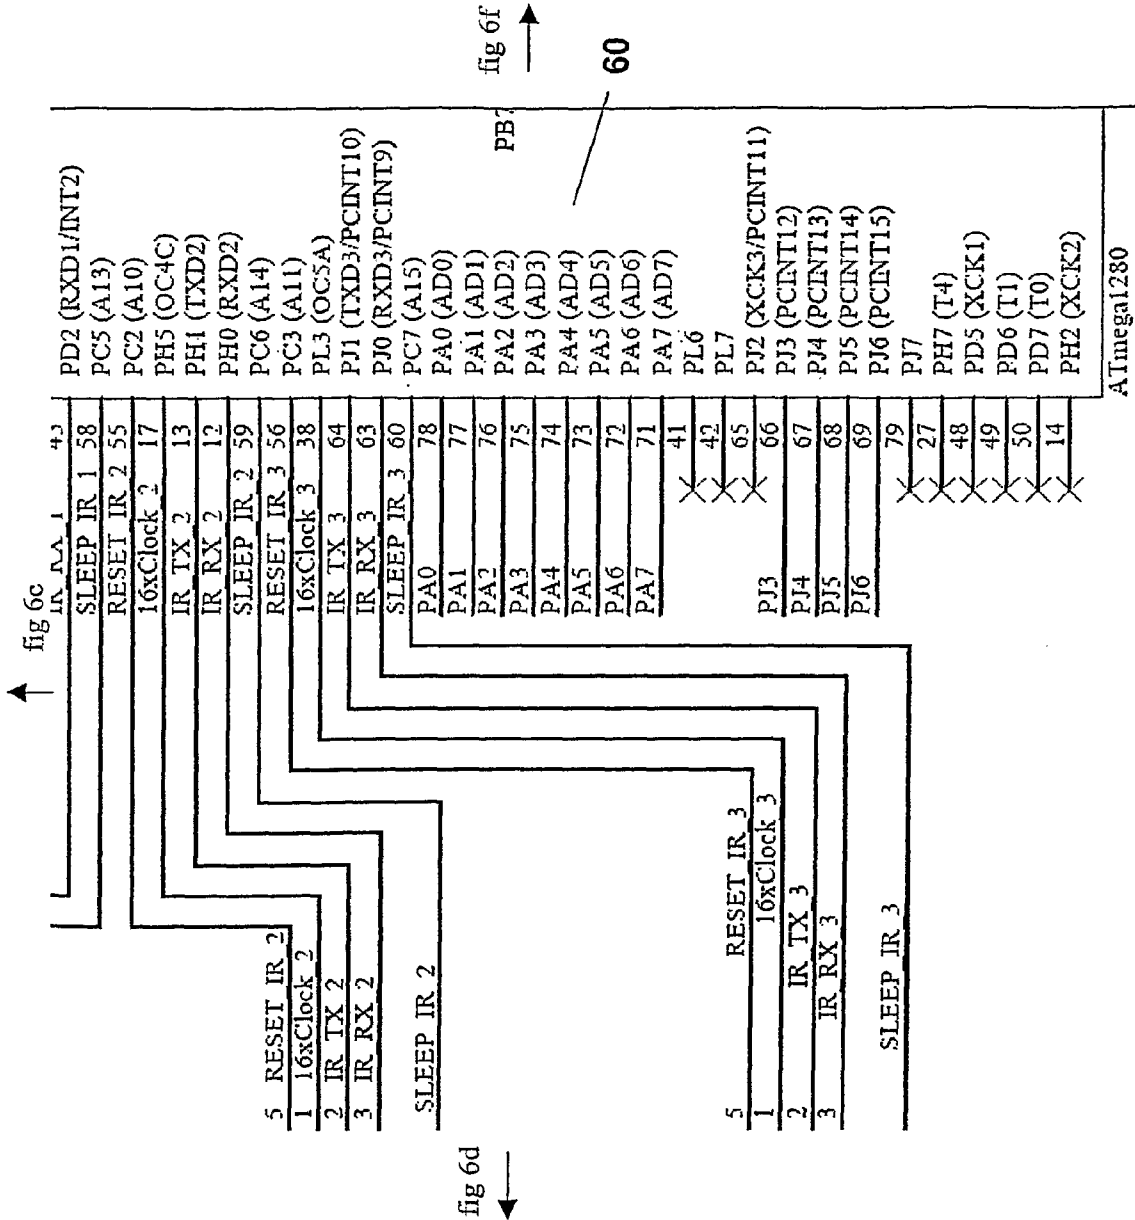 fig 6c
fig 6f
60
PD2 (RXD1/INT2)
PC5 (A13)
PC2 (A10)
PH5 (OC4C)
PH1 (TXD2)
PH0 (RXD2)
PC6 (A14)
PC3 (A11)
PL3 (OC5A)
PJ1 (TXD3/PCINT10)
PJ0 (RXD3/PCINT9)
PC7 (A15)
PA0 (AD0)
PA1 (AD1)
PA2 (AD2)
PB7
PA3 (AD3)
PA4 (AD4)
PA5 (AD5)
PA6 (AD6)
PA7 (AD7)
PL6
PL7
PJ2 (XCK3/PCINT11)
PJ3 (PCINT12)
PJ4 (PCINT13)
PJ5 (PCINT14)
PJ6 (PCINT15)
PJ7
PH7 (T4)
PD5 (XCK1)
PD6 (T1)
PD7 (T0)
PH2 (XCK2)
ATmega1280
IR RX 1
SLEEP IR 1 58
RESET IR 2 55
16xClock 2 17
IR TX 2 13
IR RX 2 12
SLEEP IR 2 59
RESET IR 3 56
16xClock 3 38
IR TX 3 64
IR RX 3 63
SLEEP IR 3 60
PA0 78
PA1 77
PA2 76
PA3 75
PA4 74
PA5 73
PA6 72
PA7 71
41
42
65
PJ3 66
PJ4 67
PJ5 68
PJ6 69
79
27
48
49
50
14
5 RESET IR 2
1 16xClock 2
2 IR TX 2
3 IR RX 2
SLEEP IR 2
5 RESET IR 3
1 16xClock 3
2 IR TX 3
3 IR RX 3
SLEEP IR 3
fig 6d